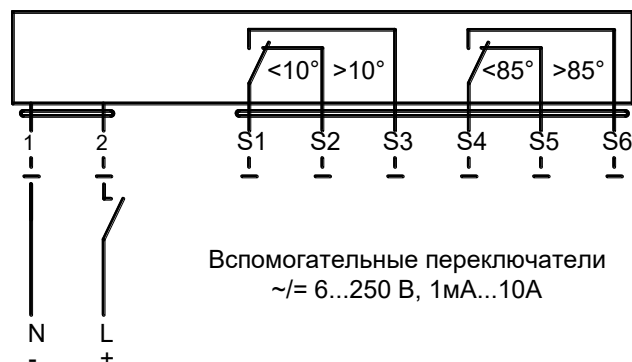 <10° >10° <85° >85°
1 2 S1 S2 S3 S4 S5 S6
Вспомогательные переключатели
~/= 6...250 В, 1мА...10А
N L
- +